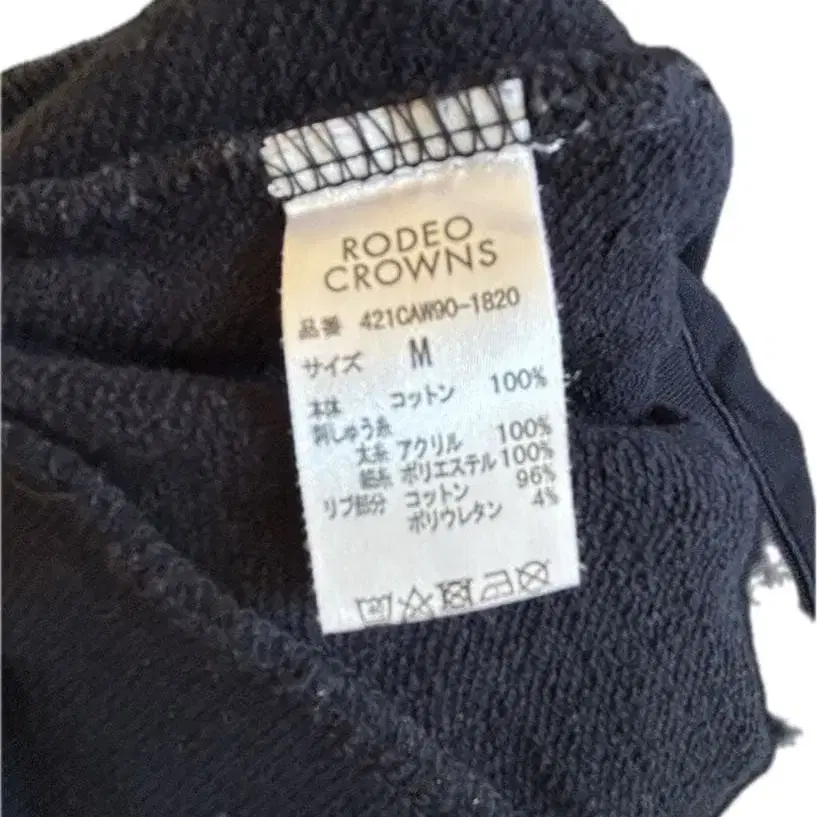 RODEO
CROWNS
品番 421CAW90-1820
サイズ M
本体 コットン 100%
刺しゅう糸
太糸 アクリル 100%
細糸 ポリエステル 100%
リブ部分 コットン 96%
ポリウレタン 4%